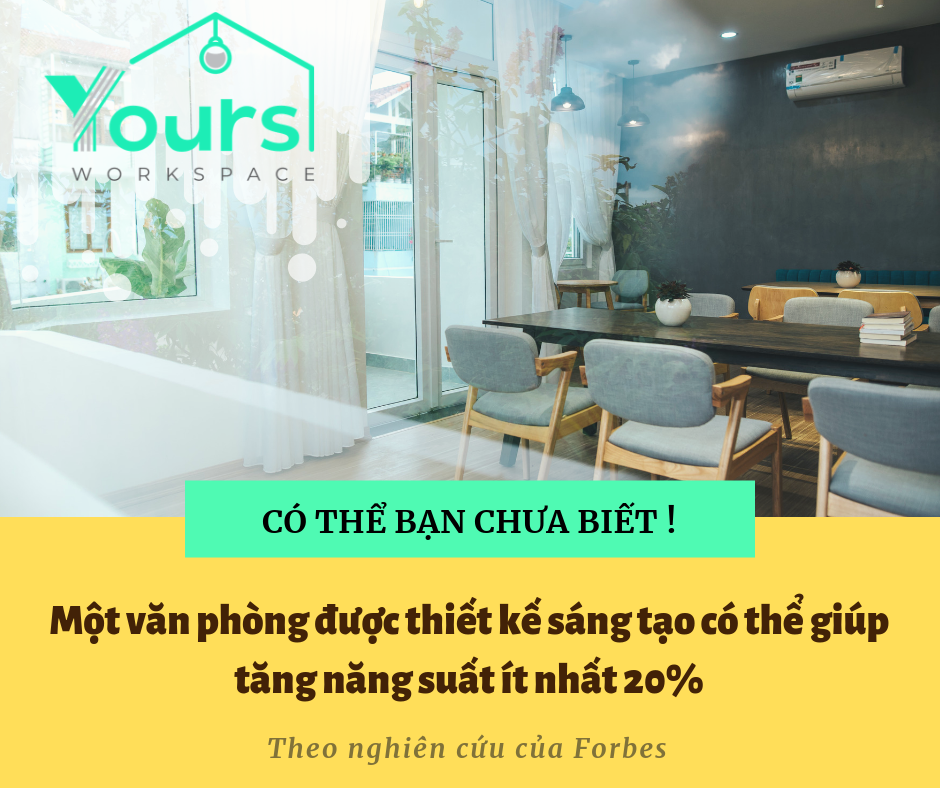 Yours
WORKSPACE
CÓ THỂ BẠN CHƯA BIẾT !
Một văn phòng được thiết kế sáng tạo có thể giúp
tăng năng suất ít nhất 20%
Theo nghiên cứu của Forbes